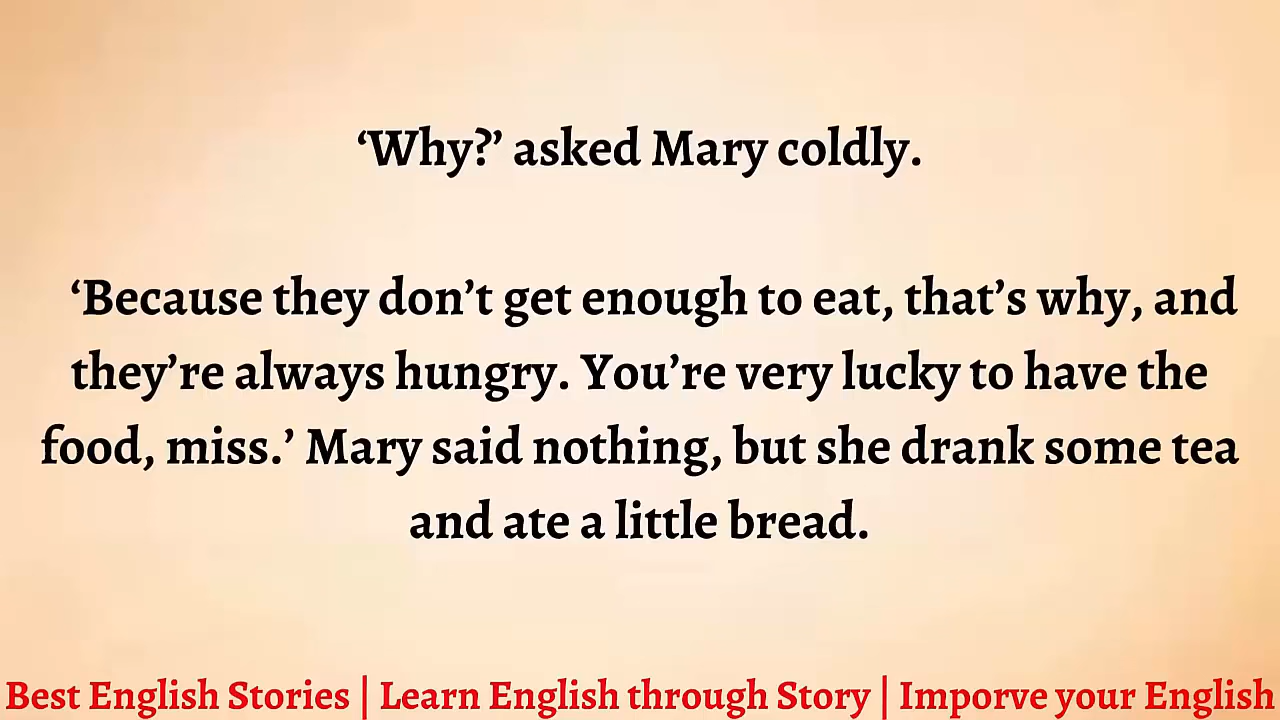 ‘Why?’ asked Mary coldly.
‘Because they don’t get enough to eat, that’s why, and
they’re always hungry. You’re very lucky to have the
food, miss.’ Mary said nothing, but she drank some tea
and ate a little bread.
Best English Stories | Learn English through Story | Imporve your English